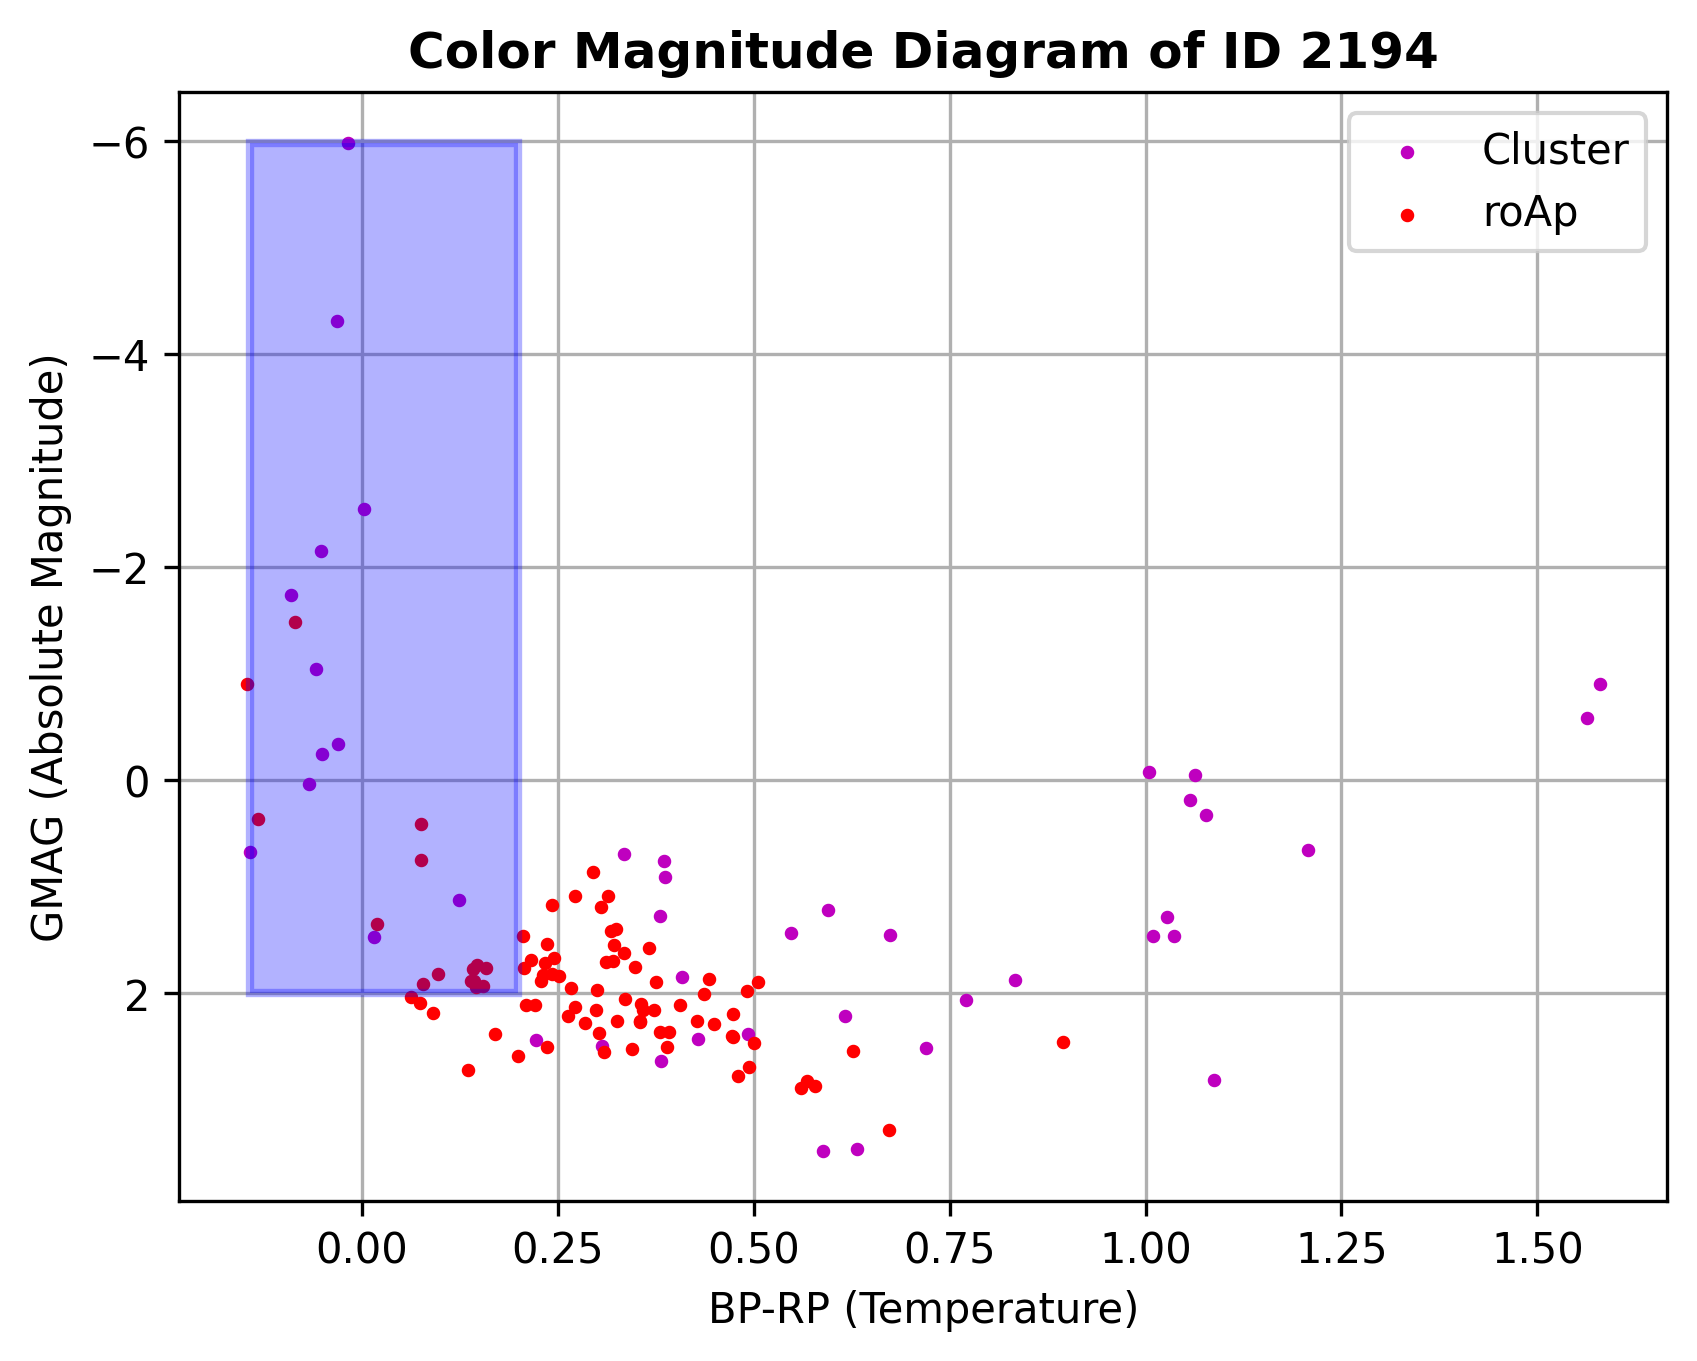 Color Magnitude Diagram of ID 2194
Cluster
roAp
GMAG (Absolute Magnitude)
−6
−4
−2
0
2
0.00 0.25 0.50 0.75 1.00 1.25 1.50
BP-RP (Temperature)